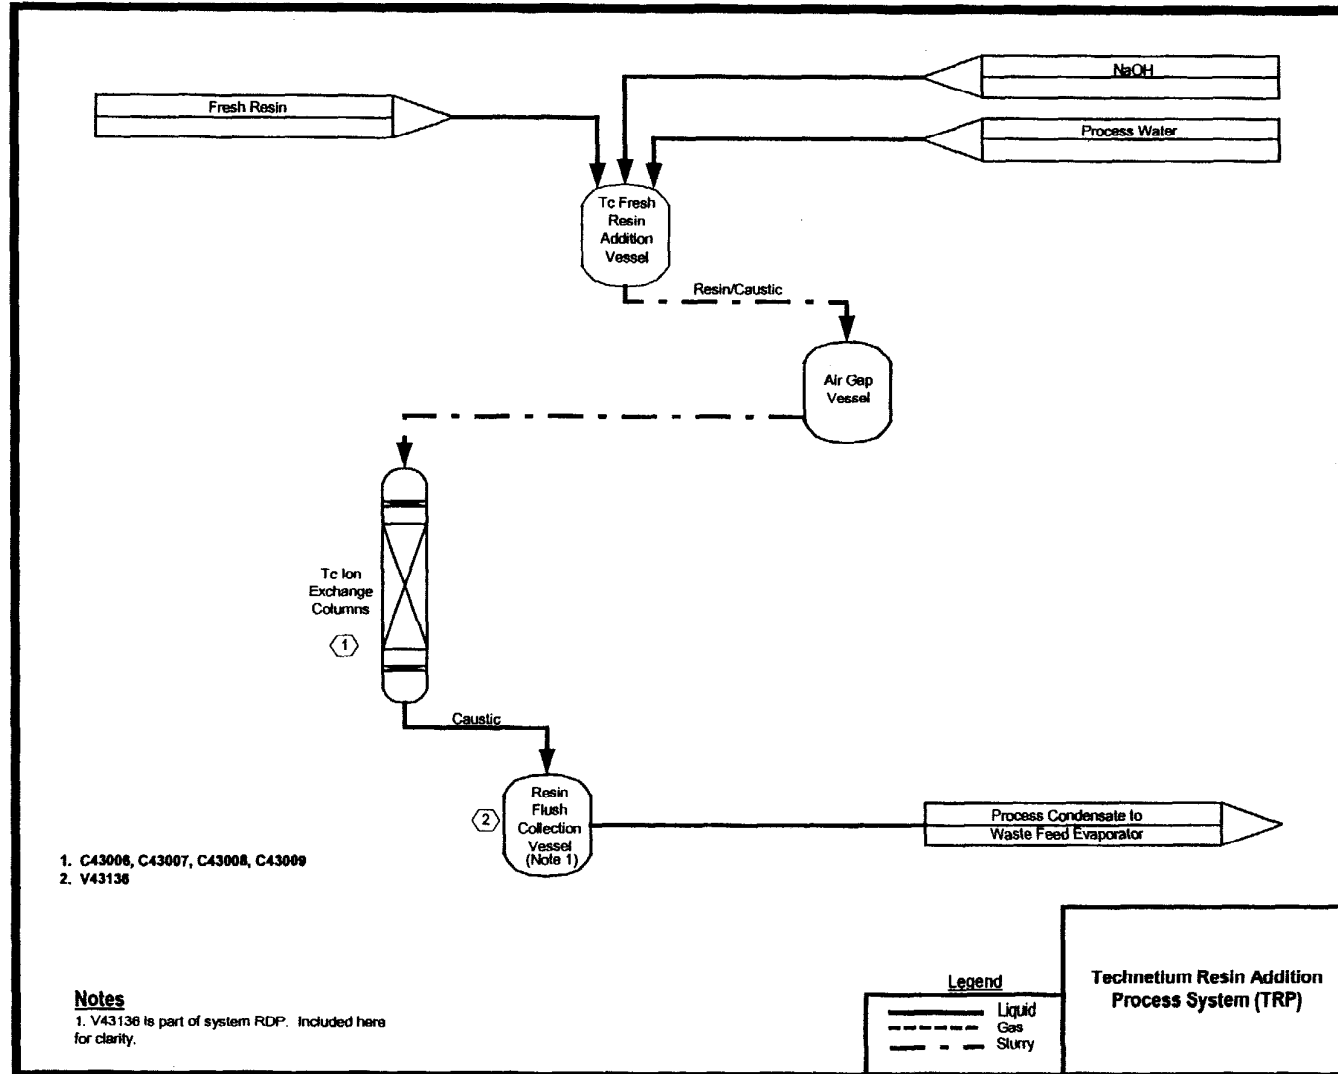 NaOH
Fresh Resin
Process Water
Tc Fresh
Resin
Addition
Vessel
Resin/Caustic
Air Gap
Vessel
Tc Ion
Exchange
Columns
1
Caustic
Resin
Flush
Collection
Vessel
(Note 1)
2
Process Condensate to
Waste Feed Evaporator
1. C43006, C43007, C43008, C43009
2. V43136
Notes
1. V43136 is part of system RDP. Included here
for clarity.
Legend
Liquid
Gas
Slurry
Technetium Resin Addition
Process System (TRP)